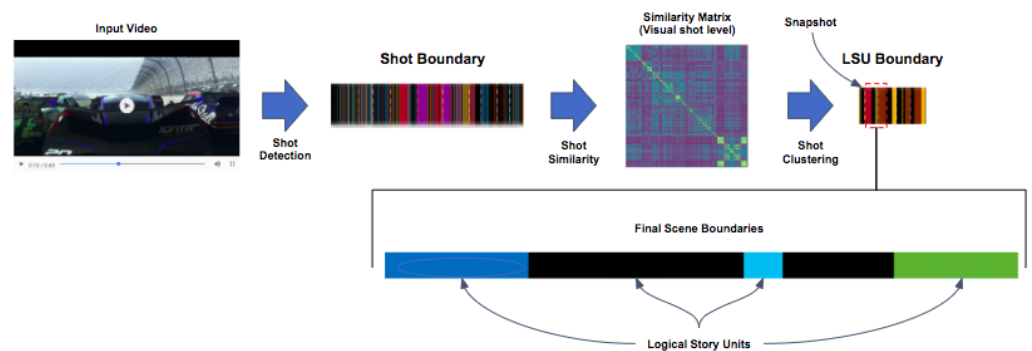 Input Video
Similarity Matrix
(Visual shot level)
Snapshot
Shot Boundary
LSU Boundary
Shot
Detection
Shot
Similarity
Shot
Clustering
Final Scene Boundaries
Logical Story Units